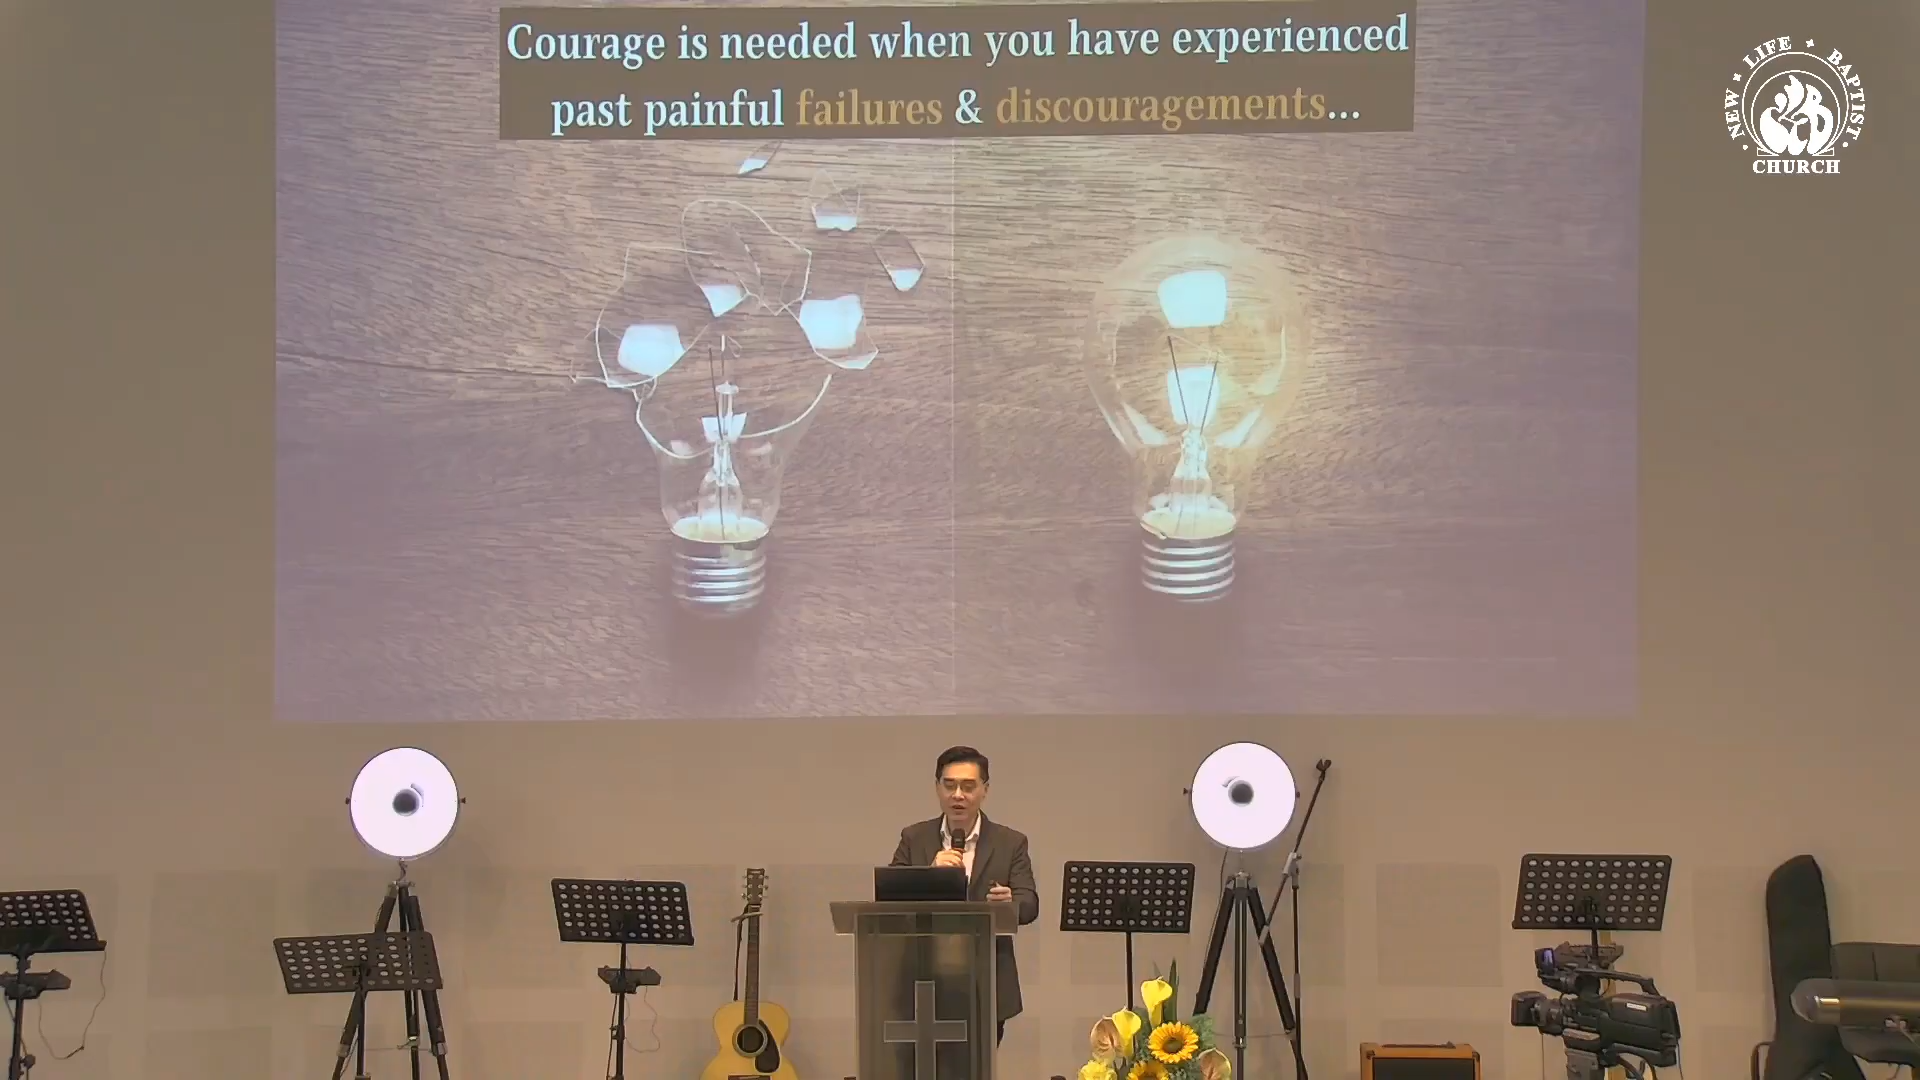 Courage is needed when you have experienced
past painful failures & discouragements...
NEW LIFE BAPTIST
CHURCH